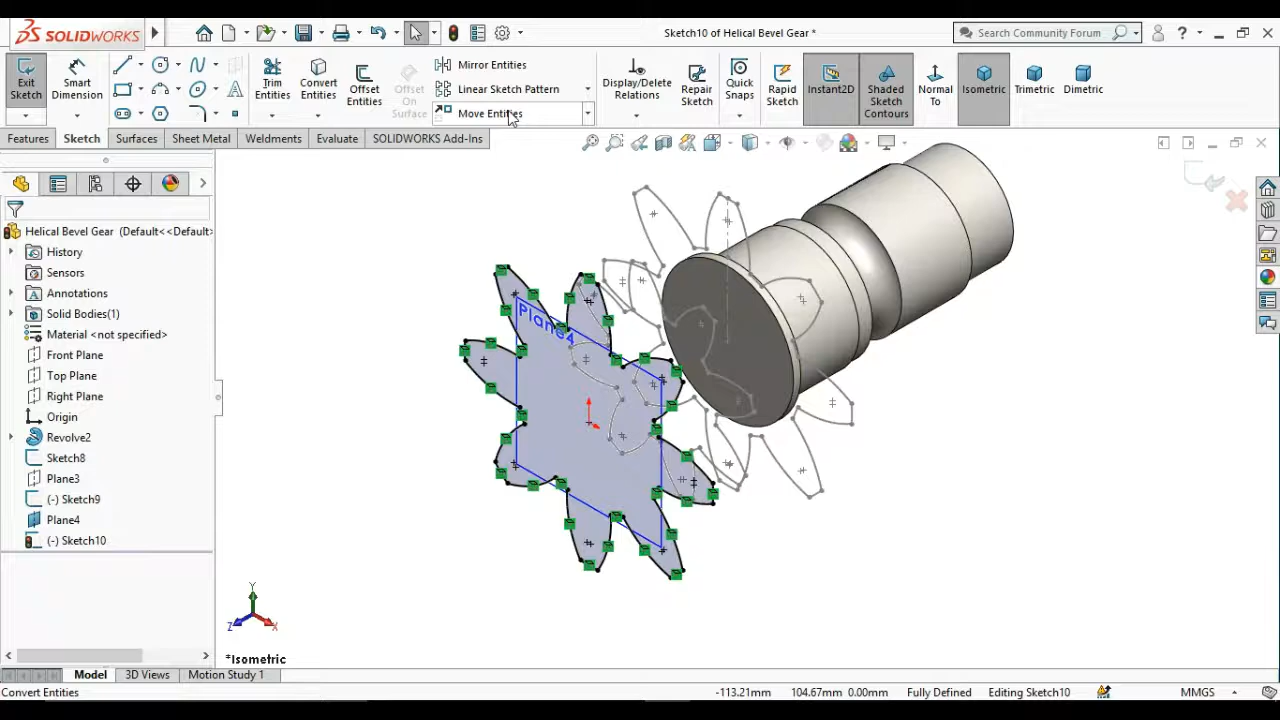 SOLIDWORKS
Sketch10 of Helical Bevel Gear *
Search Community Forum
Exit Sketch
Smart Dimension
Trim Entities
Convert Entities
Offset Entities
Offset On Surface
Mirror Entities
Linear Sketch Pattern
Move Entities
Display/Delete Relations
Repair Sketch
Quick Snaps
Rapid Sketch
Instant2D
Shaded Sketch Contours
Normal To
Isometric
Trimetric
Dimetric
Features
Sketch
Surfaces
Sheet Metal
Weldments
Evaluate
SOLIDWORKS Add-Ins
Helical Bevel Gear (Default<<Default>
History
Sensors
Annotations
Solid Bodies(1)
Material <not specified>
Front Plane
Top Plane
Right Plane
Origin
Revolve2
Sketch8
Plane3
(-) Sketch9
Plane4
(-) Sketch10
Plane4
Y
Z
X
*Isometric
Model
3D Views
Motion Study 1
Convert Entities
-113.21mm
104.67mm 0.00mm
Fully Defined
Editing Sketch10
MMGS